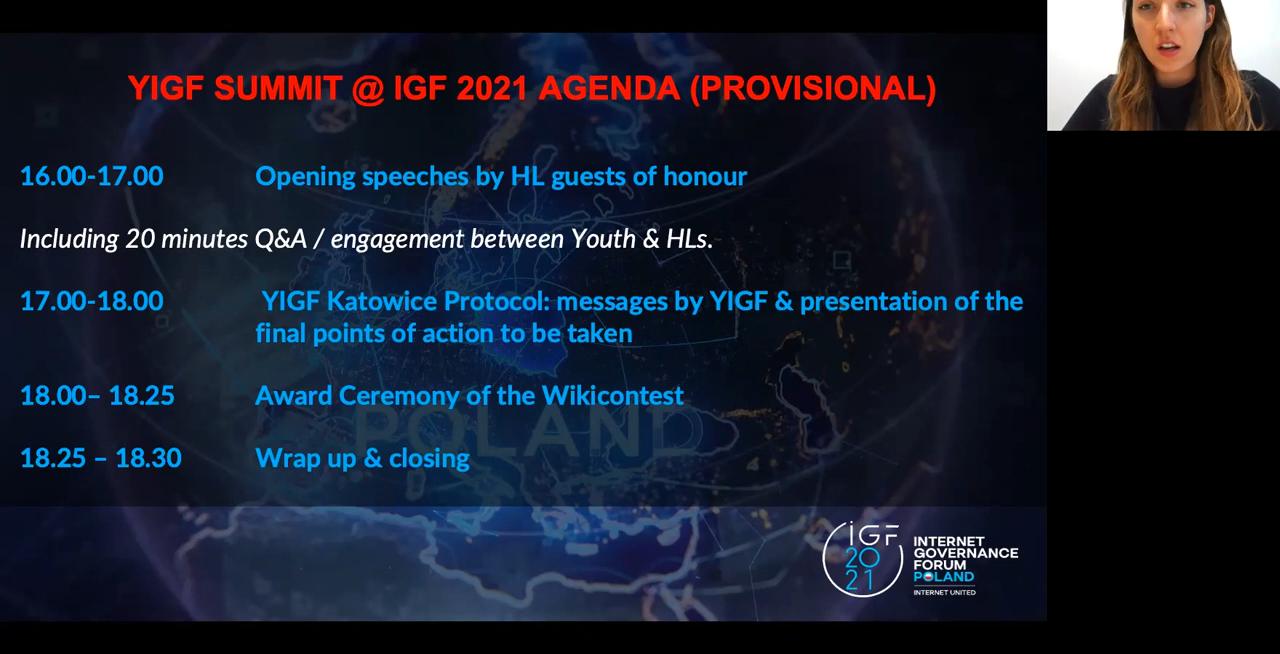 YIGF SUMMIT @ IGF 2021 AGENDA (PROVISIONAL)
16.00-17.00 Opening speeches by HL guests of honour
Including 20 minutes Q&A / engagement between Youth & HLs.
17.00-18.00 YIGF Katowice Protocol: messages by YIGF & presentation of the
final points of action to be taken
18.00– 18.25 Award Ceremony of the Wikicontest
18.25 – 18.30 Wrap up & closing
POLAND
iGF
20
21
INTERNET
GOVERNANCE
FORUM
POLAND
INTERNET UNITED